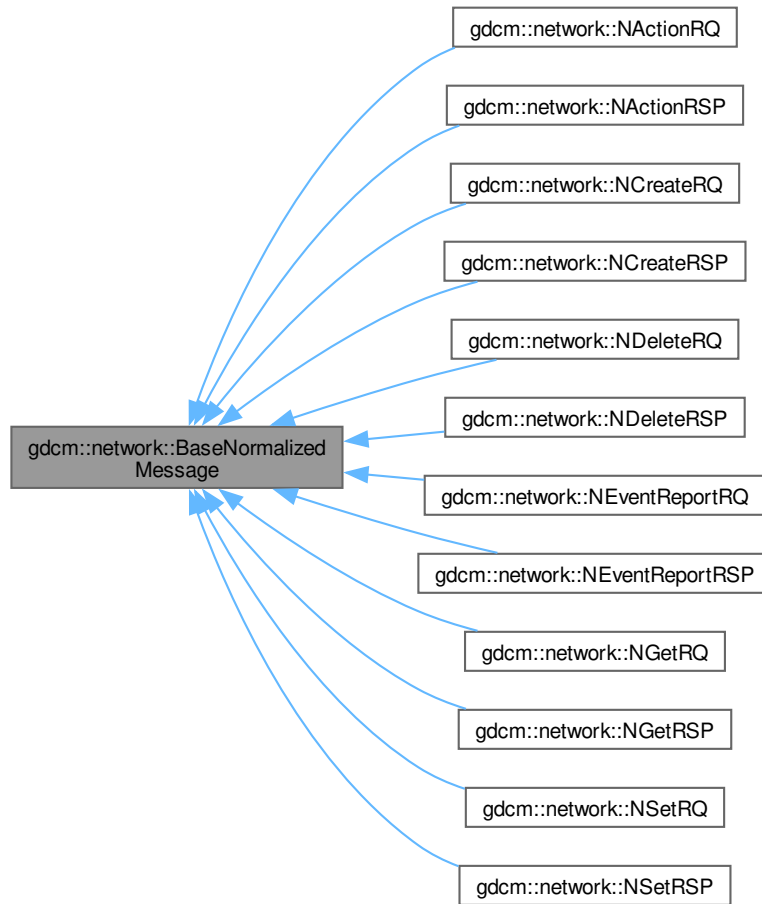 gdcm::network::NActionRQ
gdcm::network::NActionRSP
gdcm::network::NCreateRQ
gdcm::network::NCreateRSP
gdcm::network::NDeleteRQ
gdcm::network::NDeleteRSP
gdcm::network::BaseNormalized
Message
gdcm::network::NEventReportRQ
gdcm::network::NEventReportRSP
gdcm::network::NGetRQ
gdcm::network::NGetRSP
gdcm::network::NSetRQ
gdcm::network::NSetRSP